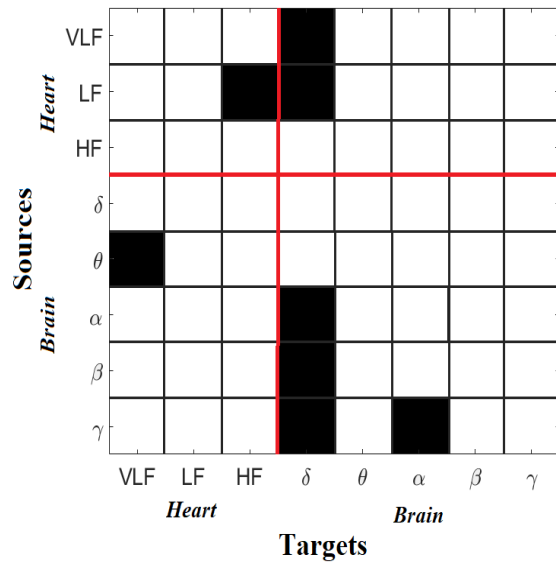 Sources
Heart
Brain
VLF
LF
HF
δ
θ
α
β
γ
VLF LF HF δ θ α β γ
Heart Brain
Targets